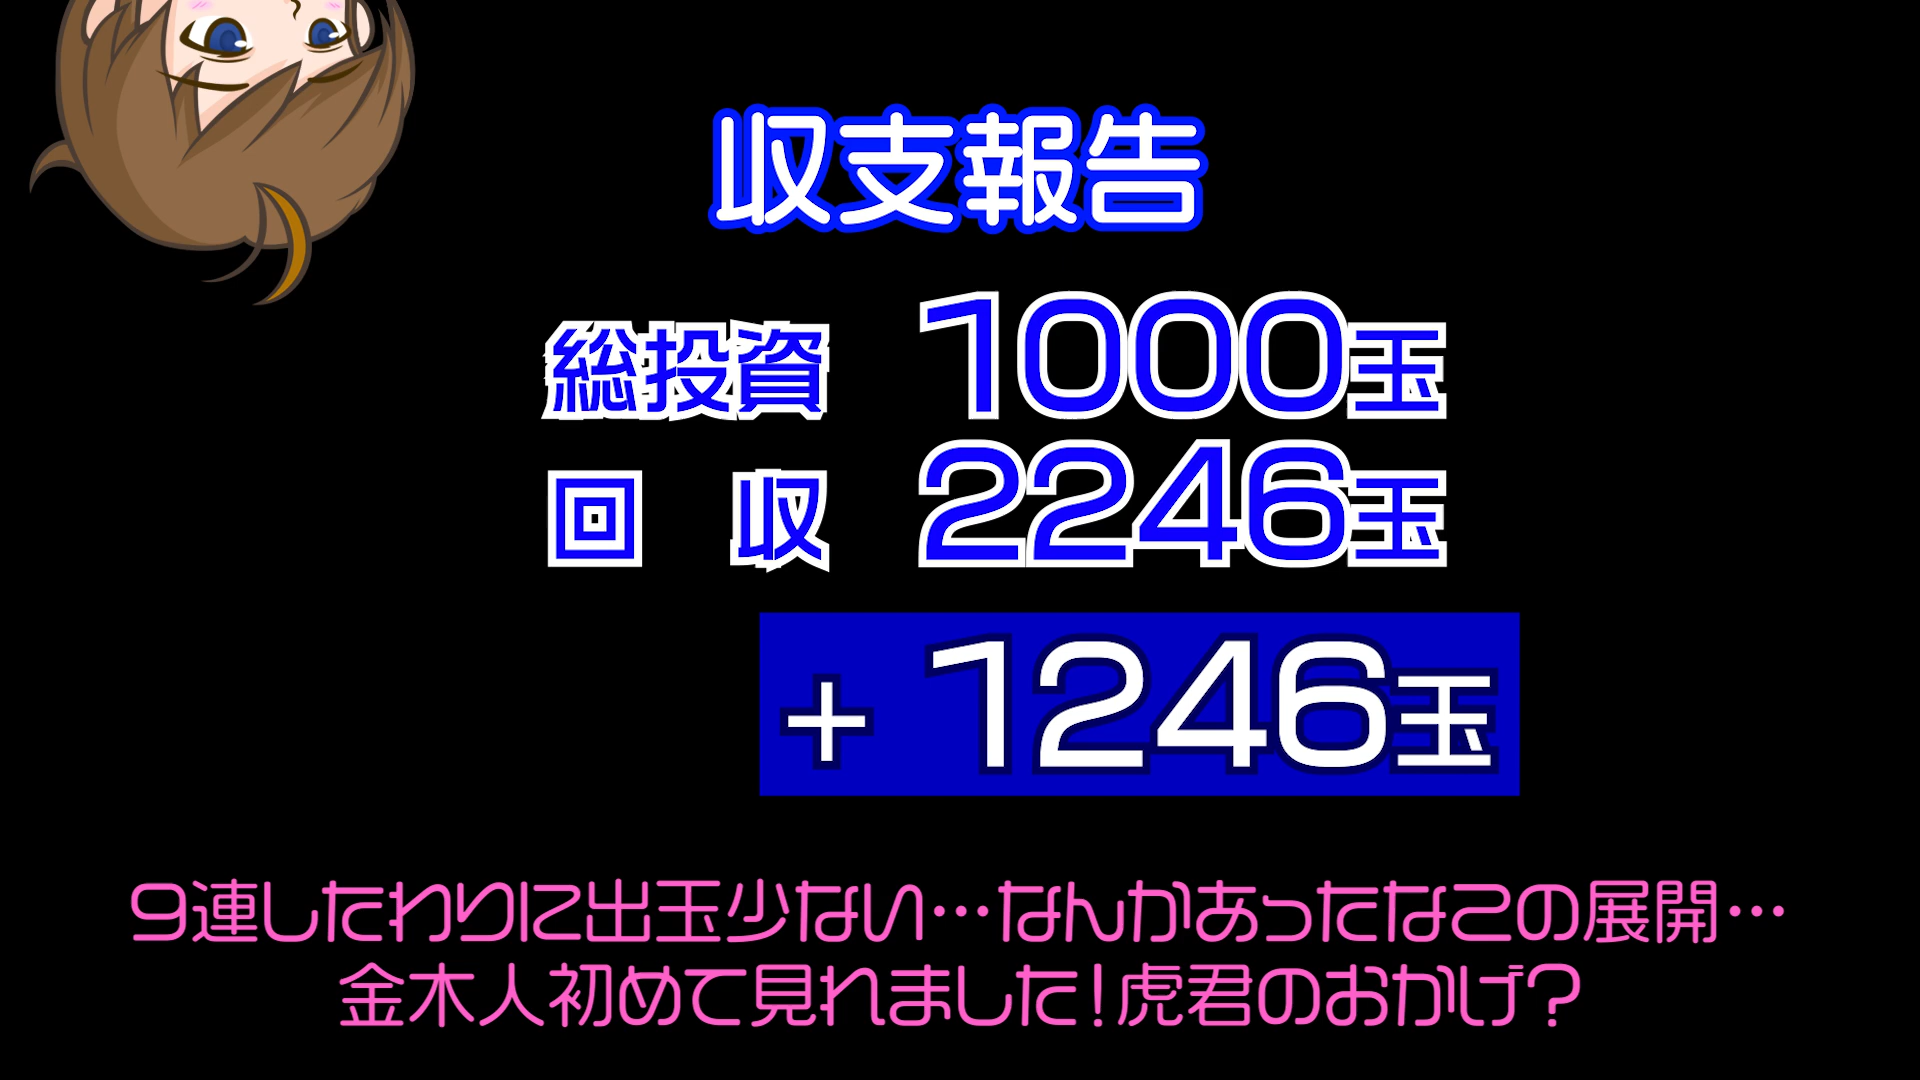 収支報告
総投資 1000玉
回 収 2246玉
+ 1246玉
9連したわりに出玉少ない…なんかあったなこの展開…
金木人初めて見れました!虎君のおかげ?